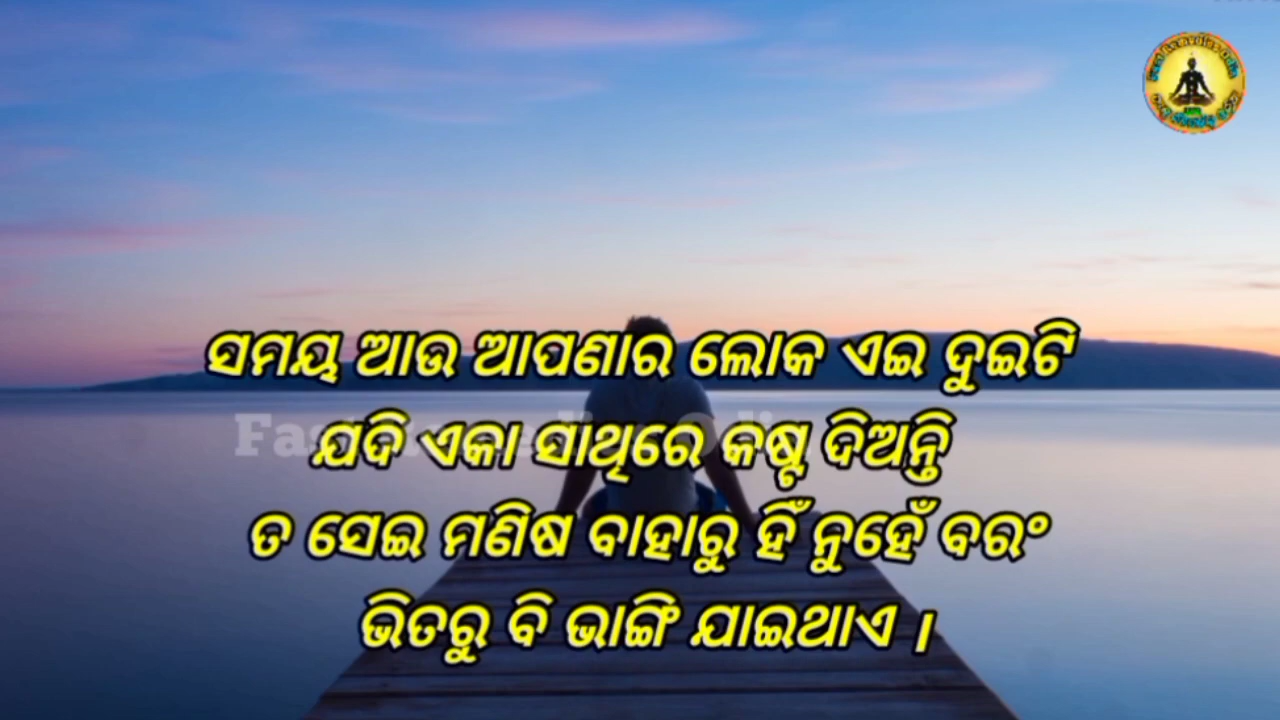 ସମୟ ଆଉ ଆପଣାର ଲୋକ ଏଇ ଦୁଇଟି
ଯଦି ଏକା ସାଥିରେ କଷ୍ଟ ଦିଅନ୍ତି
ତ ସେଇ ମଣିଷ ବାହାରୁ ହିଁ ନୁହେଁ ବରଂ
ଭିତରୁ ବି ଭାଙ୍ଗି ଯାଇଥାଏ ।